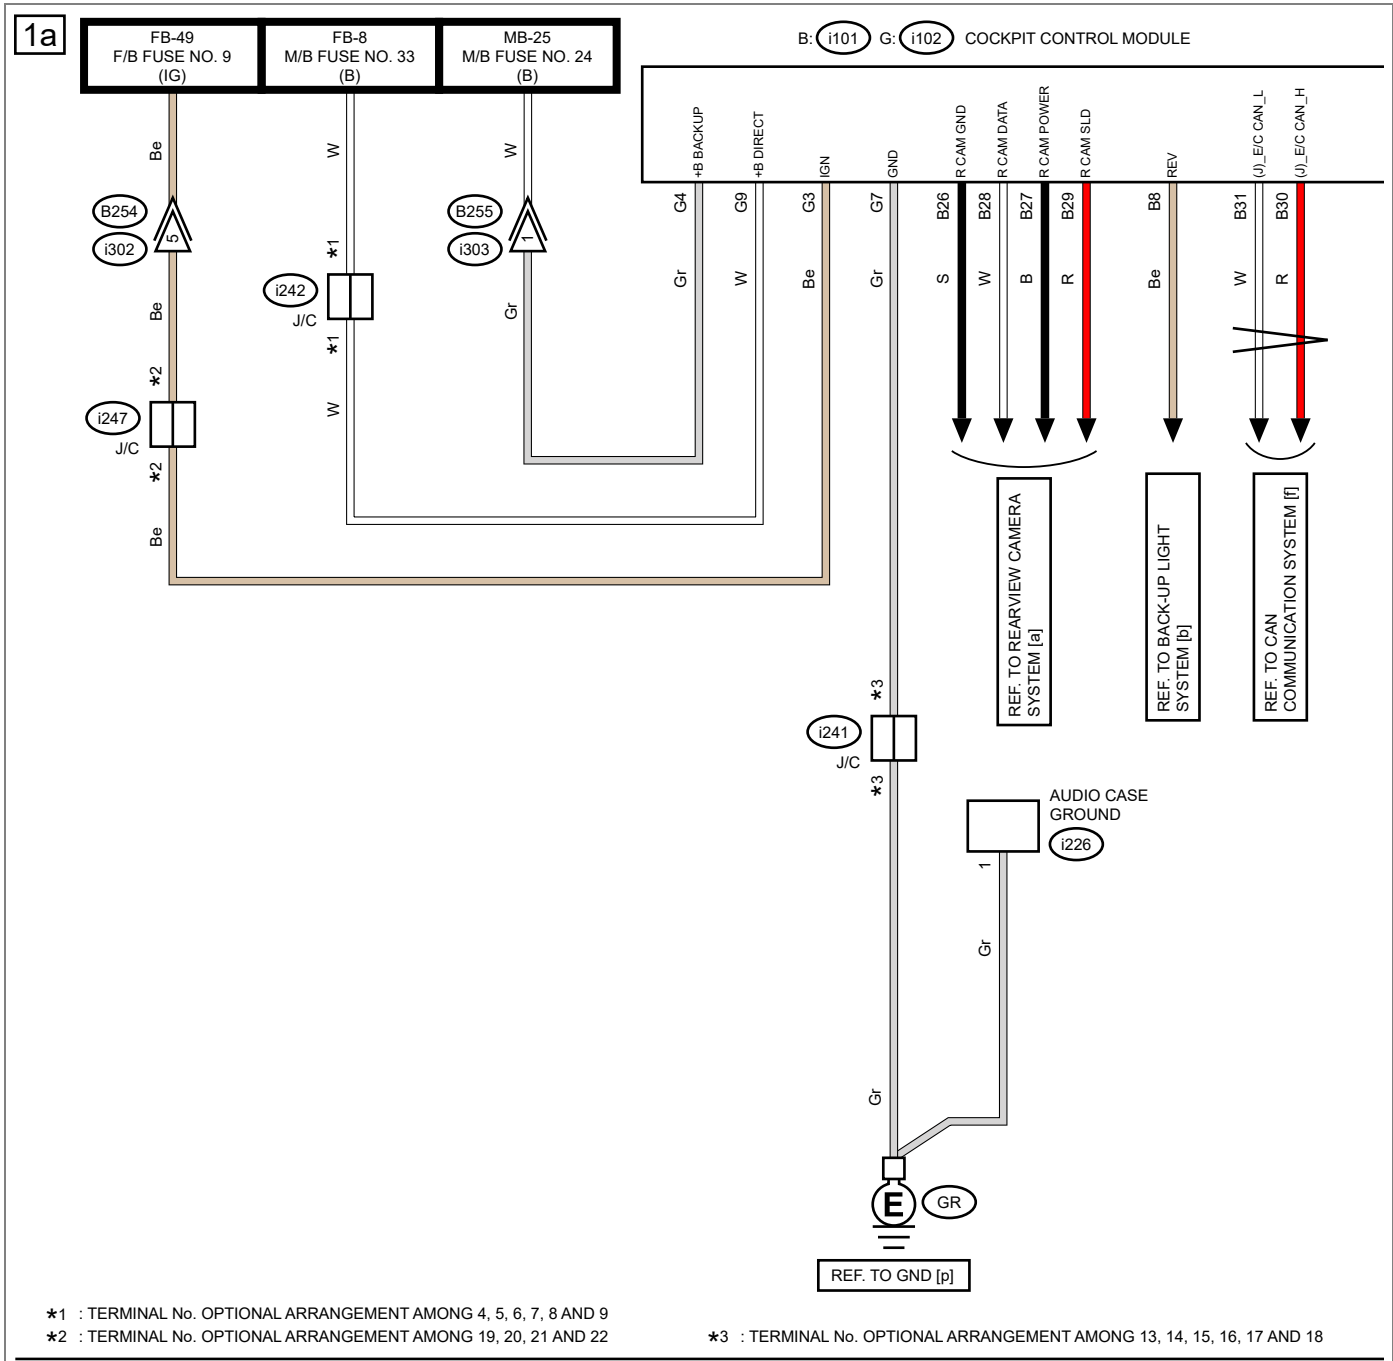 1a
FB-49
F/B FUSE NO. 9
(IG)
FB-8
M/B FUSE NO. 33
(B)
MB-25
M/B FUSE NO. 24
(B)
B: i101 G: i102 COCKPIT CONTROL MODULE
+B BACKUP
+B DIRECT
IGN
GND
R CAM GND
R CAM DATA
R CAM POWER
R CAM SLD
REV
(J)_E/C CAN_L
(J)_E/C CAN_H
G4
G9
G3
G7
B26
B28
B27
B29
B8
B31
B30
Be
W
W
B254
i302
5
B255
i303
1
*1
i242
J/C
*1
Gr
Gr
W
Be
Gr
S
W
B
R
Be
W
R
Be
*2
i247
J/C
*2
W
Be
REF. TO REARVIEW CAMERA
SYSTEM [a]
REF. TO BACK-UP LIGHT
SYSTEM [b]
REF. TO CAN
COMMUNICATION SYSTEM [f]
*3
i241
J/C
*3
AUDIO CASE
GROUND
i226
1
Gr
Gr
E
GR
REF. TO GND [p]
*1 : TERMINAL No. OPTIONAL ARRANGEMENT AMONG 4, 5, 6, 7, 8 AND 9
*2 : TERMINAL No. OPTIONAL ARRANGEMENT AMONG 19, 20, 21 AND 22
*3 : TERMINAL No. OPTIONAL ARRANGEMENT AMONG 13, 14, 15, 16, 17 AND 18